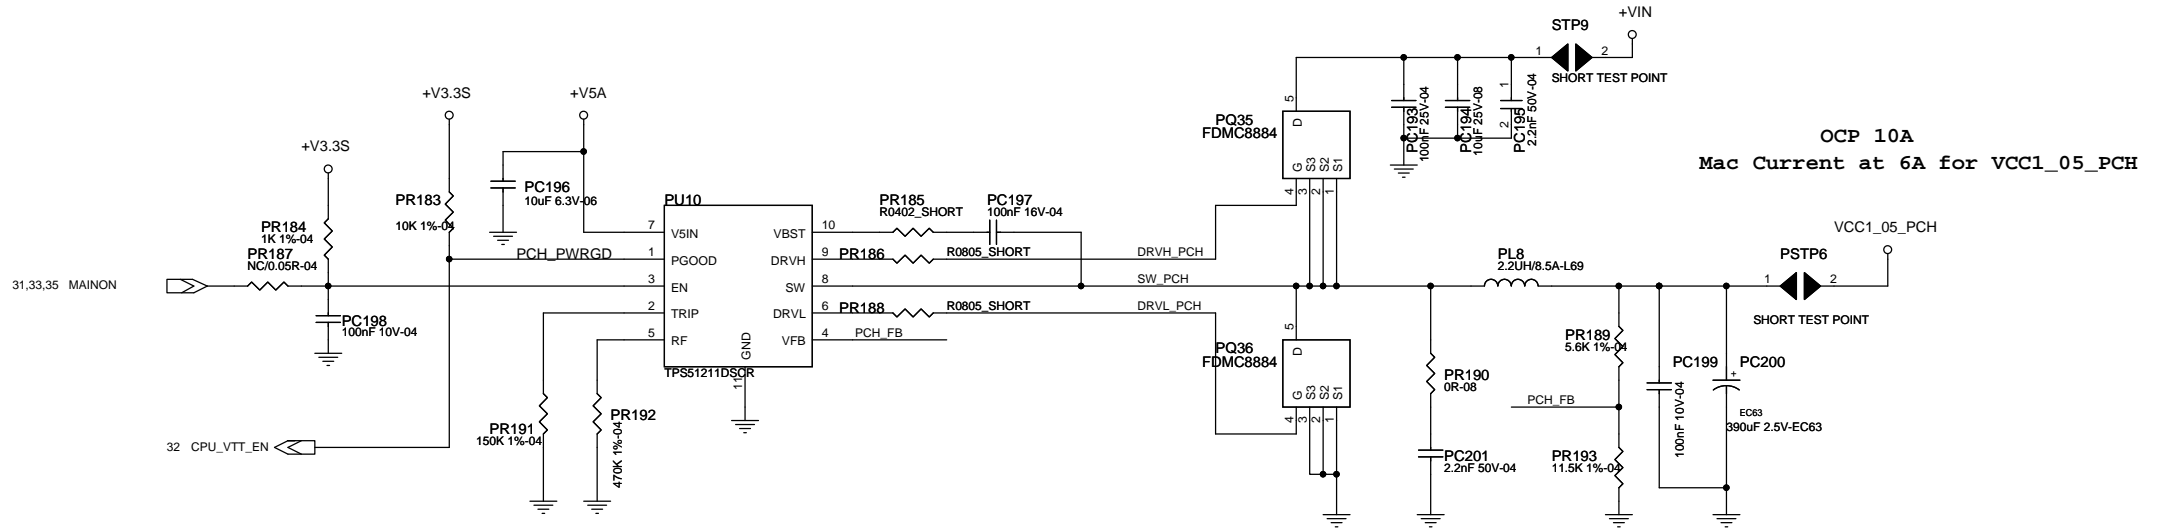 +VIN
STP9
1
2
SHORT TEST POINT
+V3.3S
+V5A
5
1
2
PC193
100nF 25V-04
PC194
10uF 25V-08
PC195
2.2nF 50V-04
PQ35
FDMC8884
D
G
S3
S2
S1
4
3
2
1
OCP 10A
Mac Current at 6A for VCC1_05_PCH
+V3.3S
PR183
10K 1%-04
PC196
10uF 6.3V-06
PU10
PR185
R0402_SHORT
PC197
100nF 16V-04
PR184
1K 1%-04
PR187
NC/0.05R-04
7
V5IN
VBST
10
PCH_PWRGD
1
PGOOD
DRVH
9
PR186
R0805_SHORT
DRVH_PCH
31,33,35 MAINON
3
EN
SW
8
SW_PCH
2
TRIP
DRVL
6
PR188
R0805_SHORT
DRVL_PCH
5
RF
VFB
4
PCH_FB
GND
11
TPS51211DSCR
PC198
100nF 10V-04
PL8
2.2UH/8.5A-L69
VCC1_05_PCH
PSTP6
1
2
SHORT TEST POINT
5
PQ36
FDMC8884
D
G
S3
S2
S1
4
3
2
1
PR189
5.6K 1%-04
PR190
0R-08
PC199
100nF 10V-04
PC200
+
EC63
390uF 2.5V-EC63
PCH_FB
PR191
150K 1%-04
PR192
470K 1%-04
32 CPU_VTT_EN
PC201
2.2nF 50V-04
PR193
11.5K 1%-04